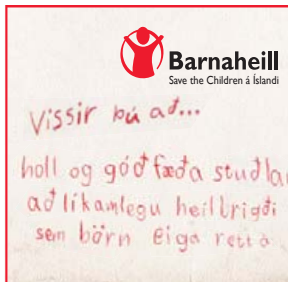 Barnaheill
Save the Children á Íslandi
Vissir þú að...
holl og góð fæða stuðlar
að líkamlegu heilbrigði
sem börn eiga rétt á